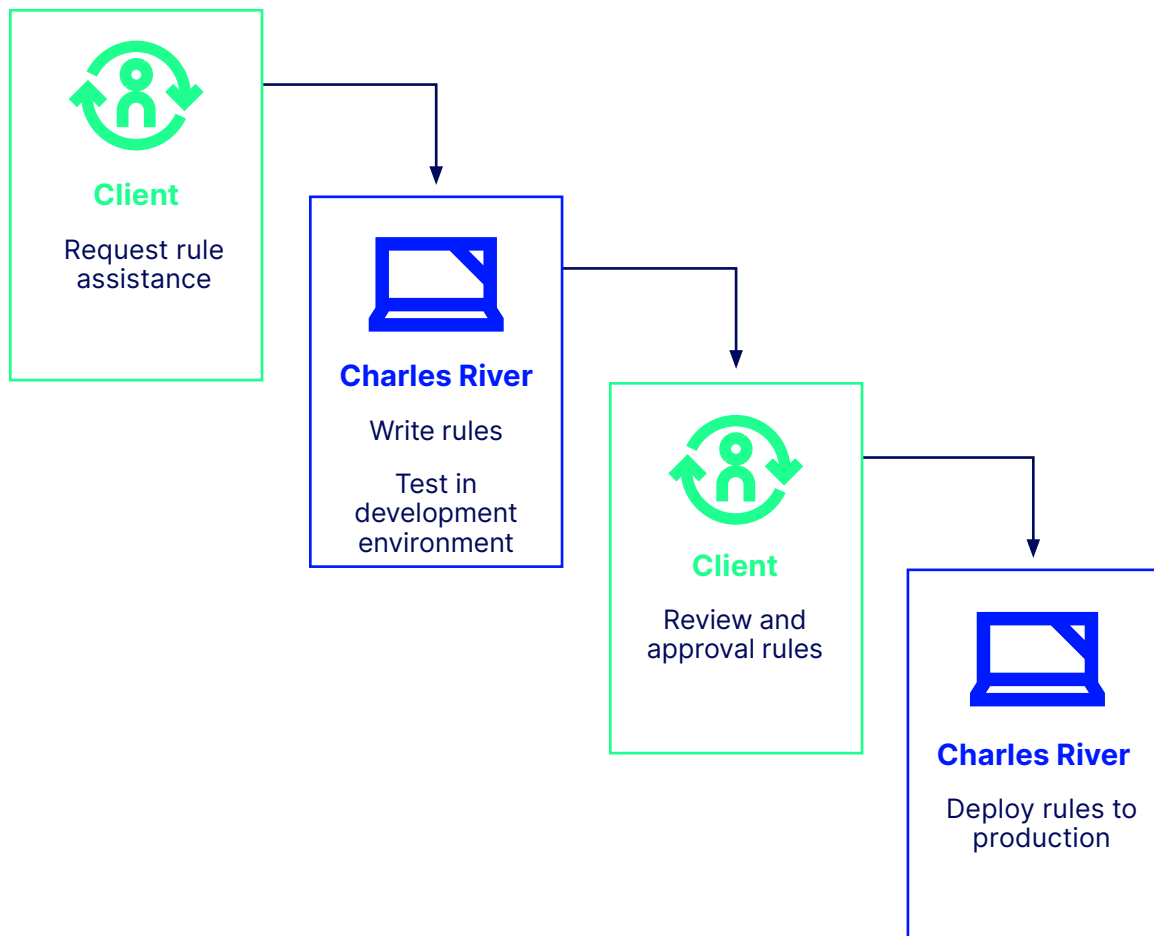 Client
Request rule
assistance
Charles River
Write rules
Test in
development
environment
Client
Review and
approval rules
Charles River
Deploy rules to
production